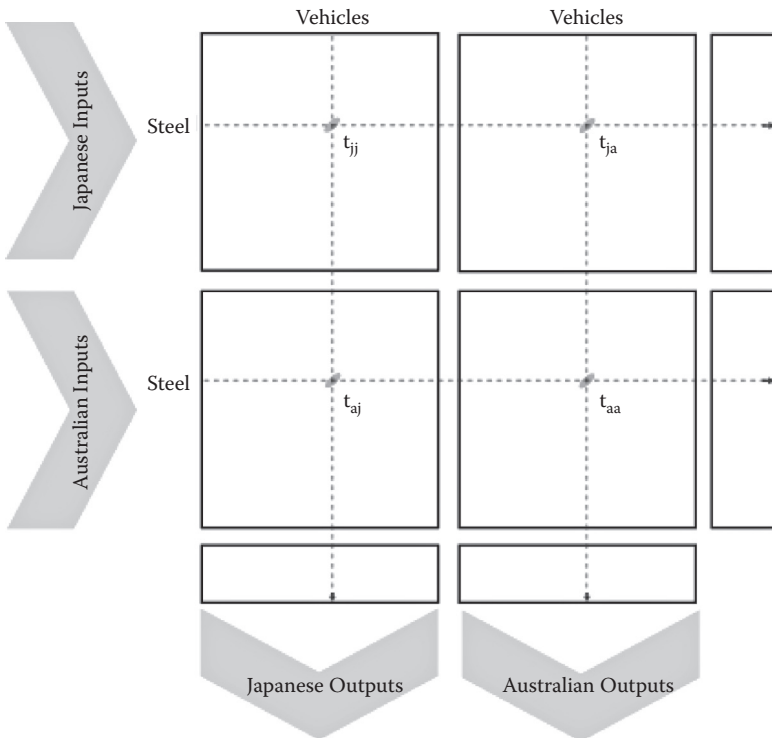 Vehicles
Vehicles
Japanese Inputs
Steel
t_jj
t_ja
Australian Inputs
Steel
t_aj
t_aa
Japanese Outputs
Australian Outputs